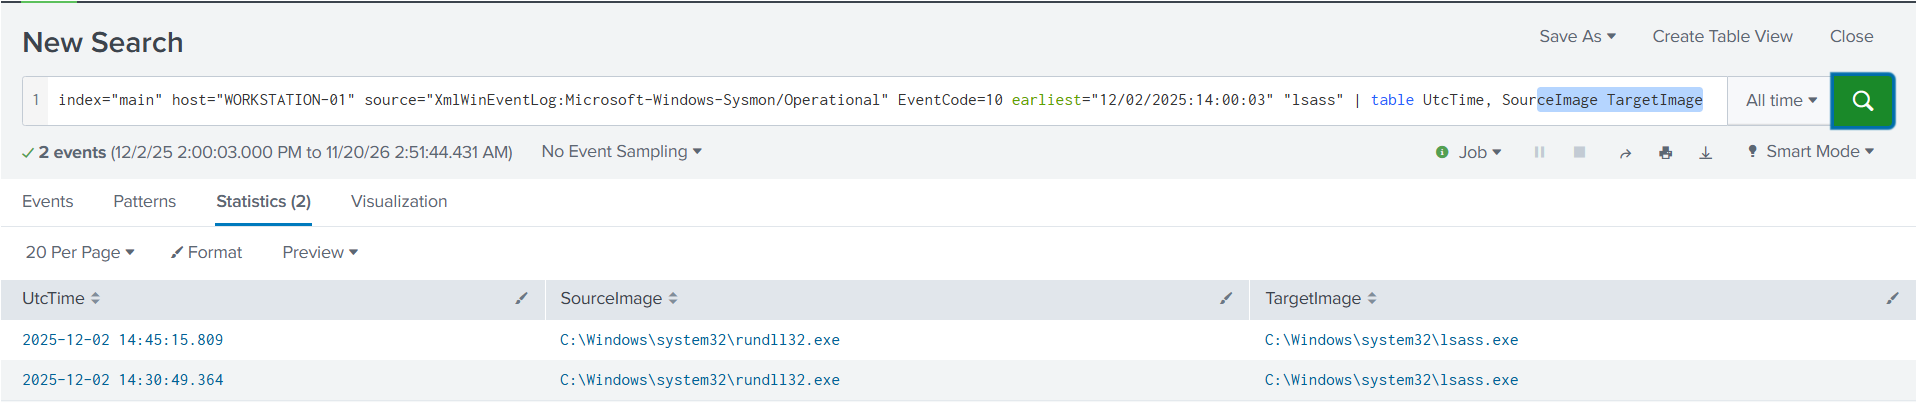 New Search
Save As Create Table View Close
1 index="main" host="WORKSTATION-01" source="XmlWinEventLog:Microsoft-Windows-Sysmon/Operational" EventCode=10 earliest="12/02/2025:14:00:03" "lsass" | table UtcTime, SourceImage TargetImage
All time
2 events (12/2/25 2:00:03.000 PM to 11/20/26 2:51:44.431 AM) No Event Sampling
Job Smart Mode
Events Patterns Statistics (2) Visualization
20 Per Page Format Preview
UtcTime SourceImage TargetImage
2025-12-02 14:45:15.809 C:\Windows\system32\rundll32.exe C:\Windows\system32\lsass.exe
2025-12-02 14:30:49.364 C:\Windows\system32\rundll32.exe C:\Windows\system32\lsass.exe